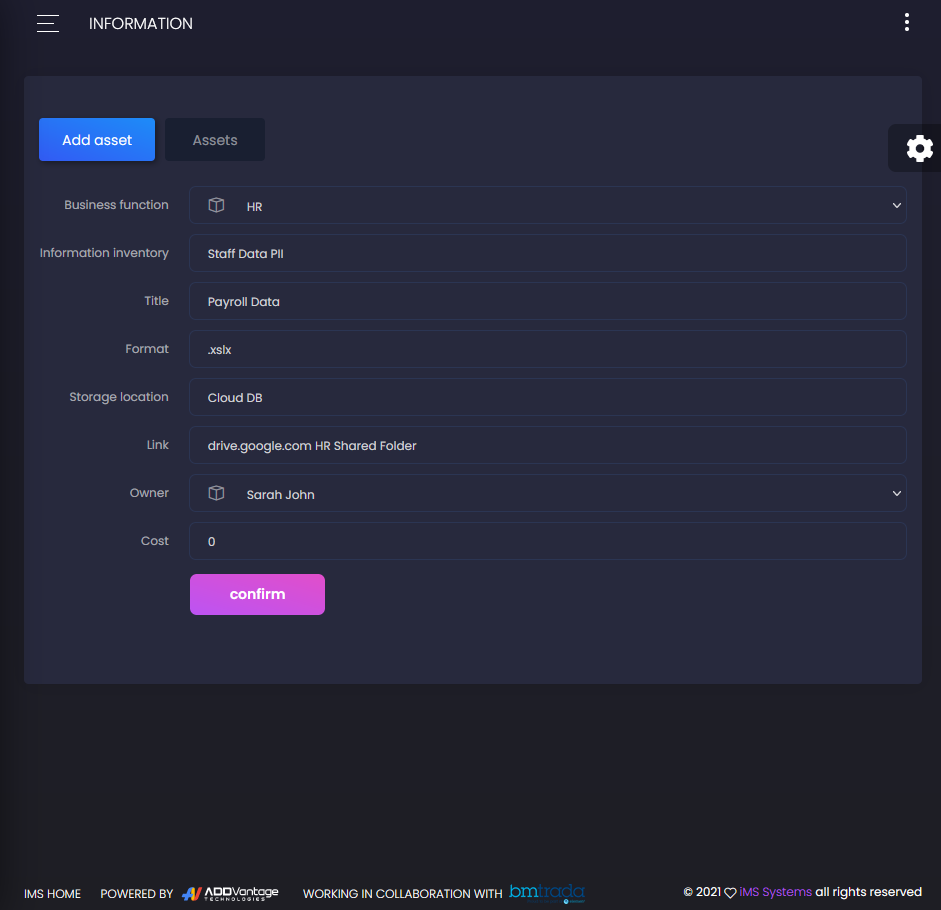 INFORMATION
Add asset Assets
Business function HR
Information inventory Staff Data PII
Title Payroll Data
Format .xslx
Storage location Cloud DB
Link drive.google.com HR Shared Folder
Owner Sarah John
Cost 0
confirm
IMS HOME POWERED BY ADDVantage TECHNOLOGIES WORKING IN COLLABORATION WITH bmtrada © 2021 iMS Systems all rights reserved